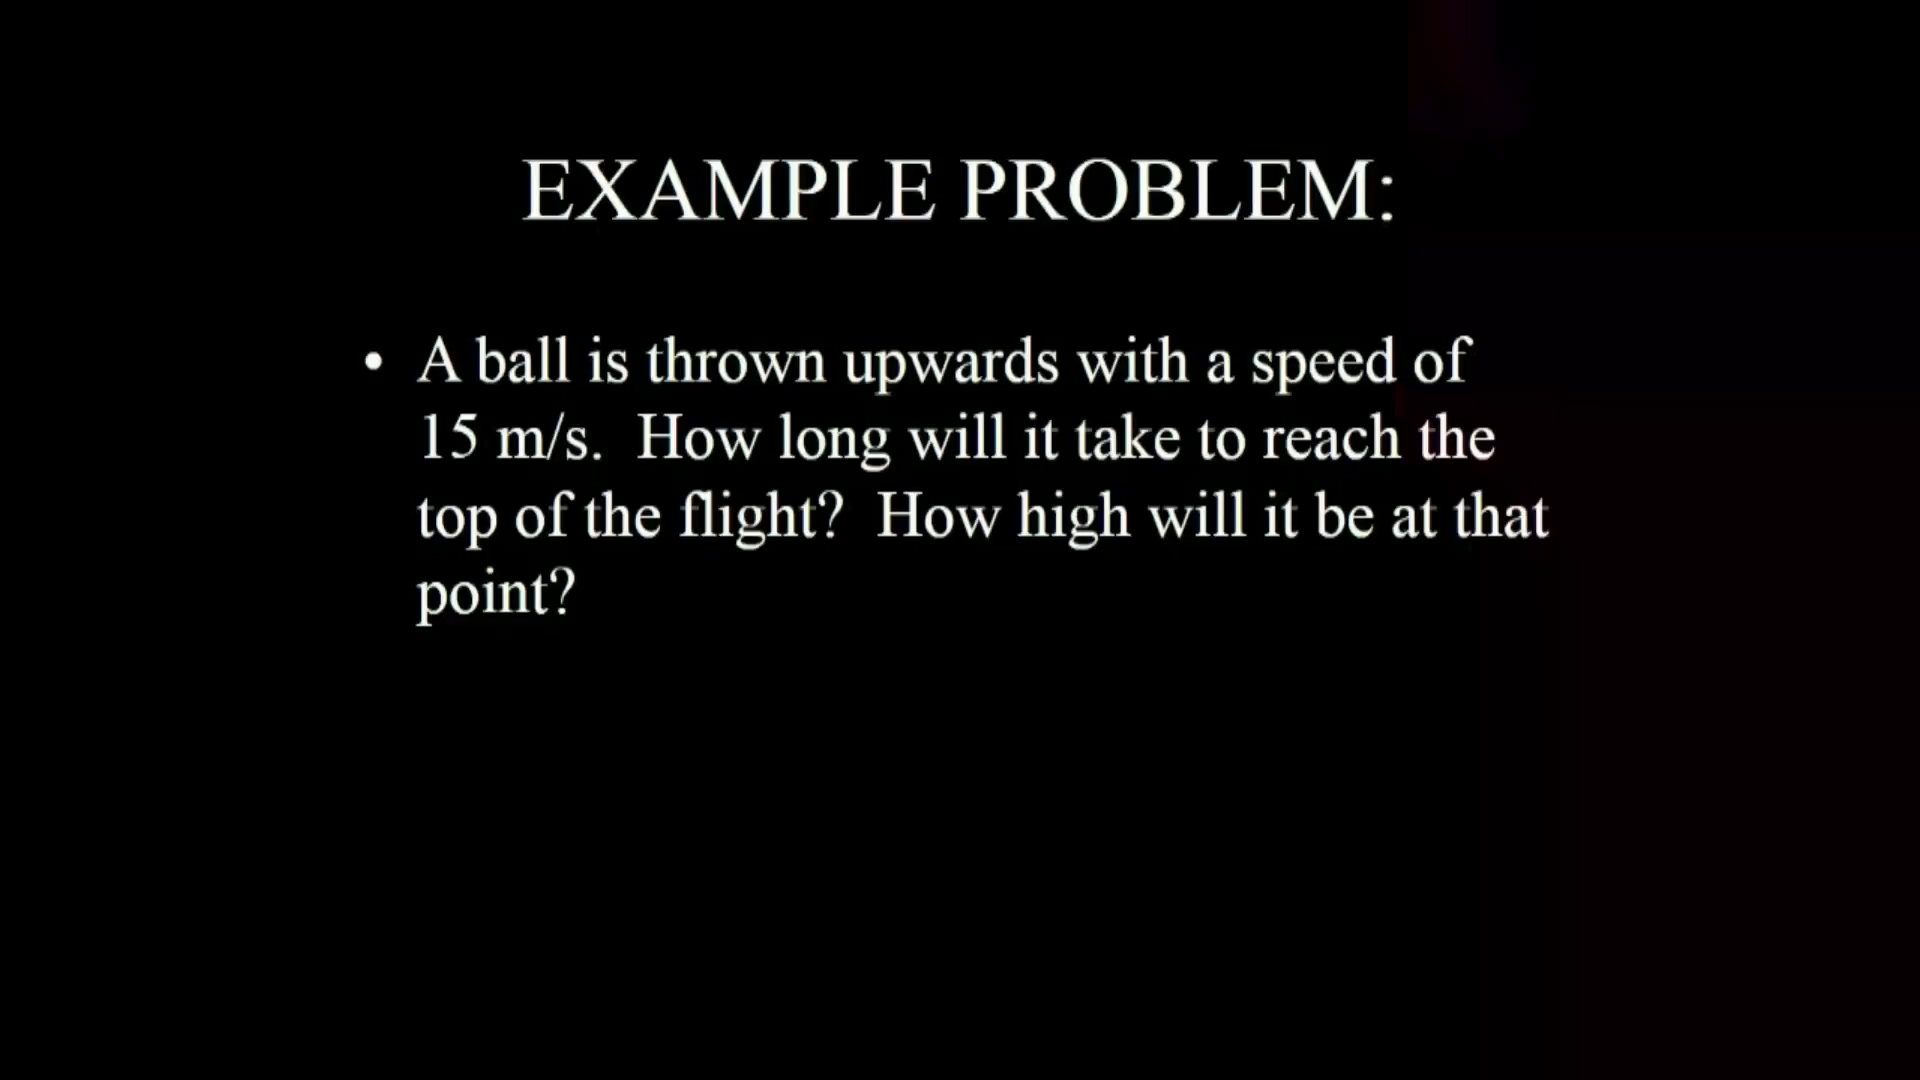 EXAMPLE PROBLEM:
• A ball is thrown upwards with a speed of
15 m/s.  How long will it take to reach the
top of the flight?  How high will it be at that
point?